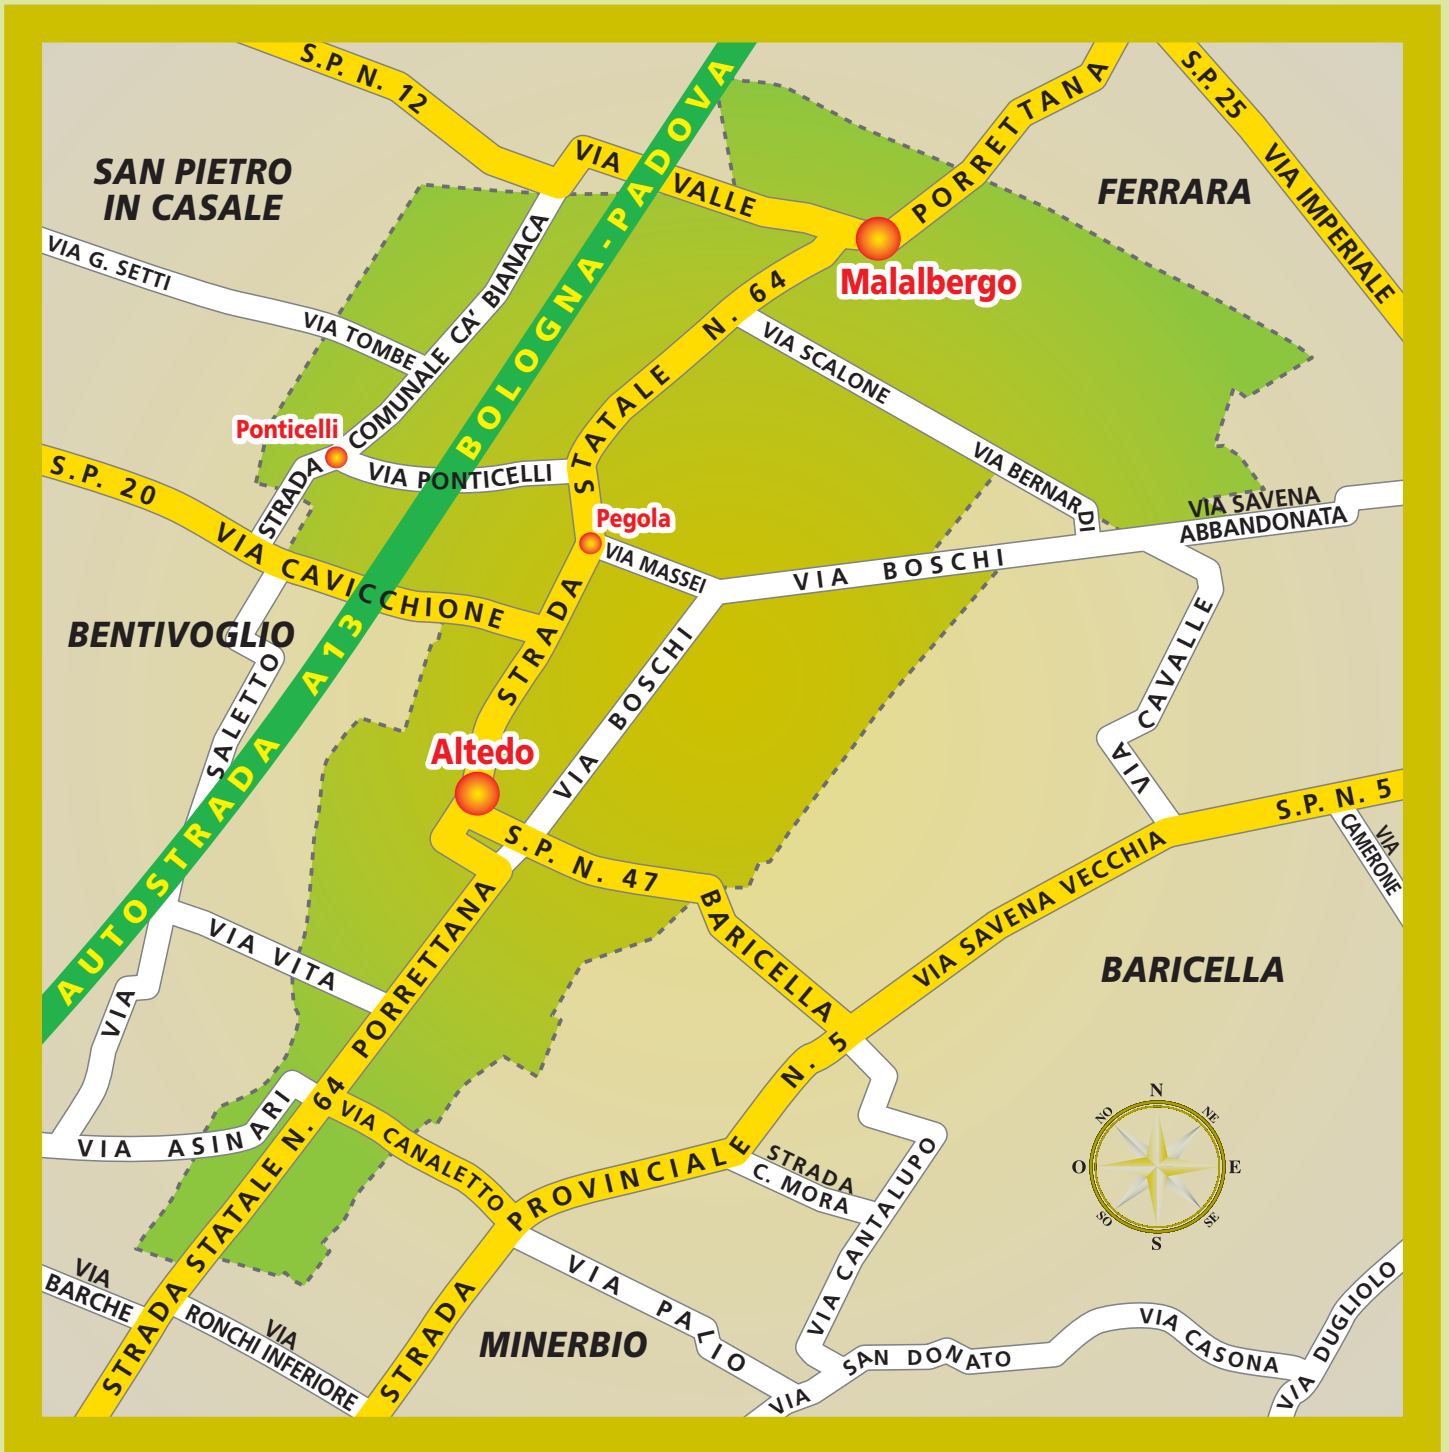 S.P. N. 12
AUTOSTRADA A13 BOLOGNA - PADOVA
VIA VALLE
PORRETTANA
S.P. 25 VIA IMPERIALE
SAN PIETRO
IN CASALE
FERRARA
VIA G. SETTI
VIA TOMBE
STRADA COMUNALE CA' BIANACA
Malalbergo
STRADA STATALE N. 64
VIA SCALONE
VIA BERNARDI
Ponticelli
VIA PONTICELLI
S.P. 20 VIA CAVICCHIONE
Pegola
VIA MASSEI
VIA BOSCHI
VIA SAVENA
ABBANDONATA
BENTIVOGLIO
VIA SALETTO
VIA BOSCHI
VIA CAVALLE
Altedo
S.P. N. 47 BARICELLA
S.P. N. 5
VIA
CAMERONE
VIA SAVENA VECCHIA
BARICELLA
VIA VITA
STRADA STATALE N. 64 PORRETTANA
VIA ASINARI
VIA CANALETTO
STRADA PROVINCIALE N. 5
STRADA
C. MORA
VIA CANTALUPO
N
NE
E
SE
S
SO
O
NO
VIA
BARCHE
VIA
RONCHI INFERIORE
VIA PALIO
MINERBIO
VIA SAN DONATO
VIA CASONA
VIA DUGLIOLO